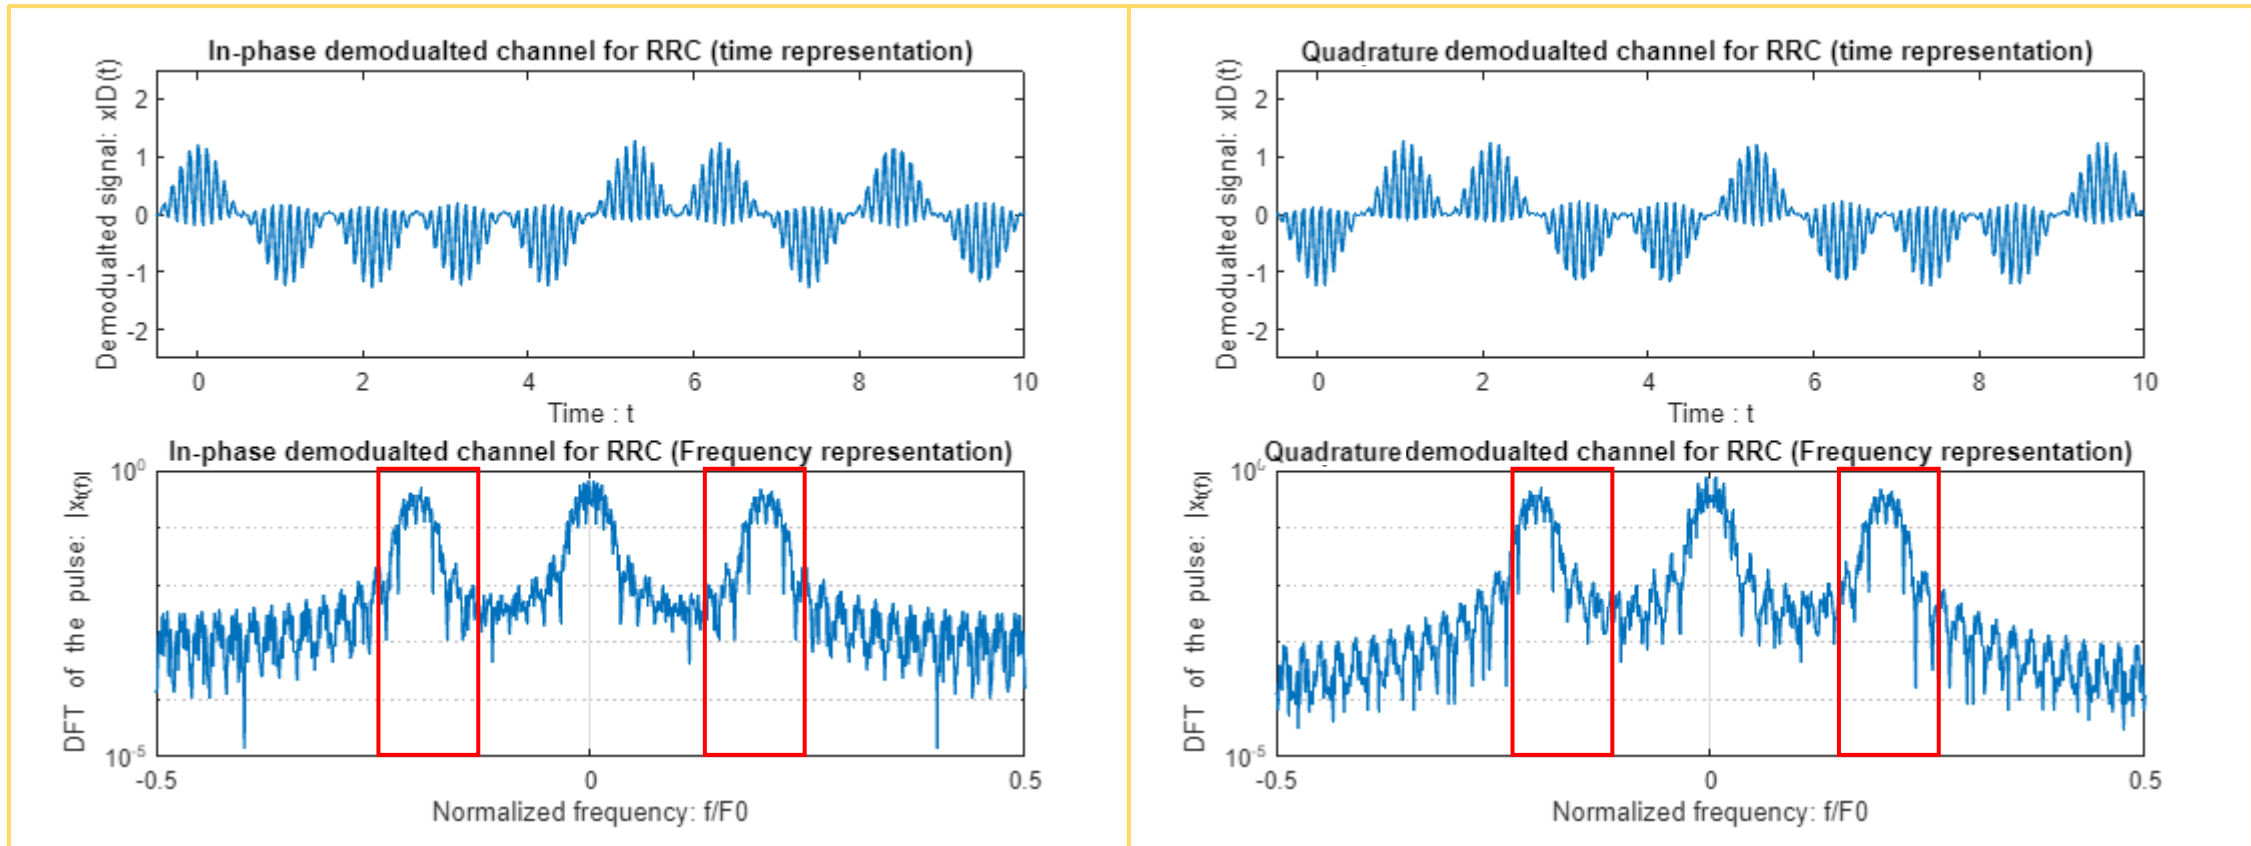 In-phase demodualted channel for RRC (time representation)
Demodualted signal: xID(t)
2
1
0
-1
-2
0 2 4 6 8 10
Time : t
In-phase demodualted channel for RRC (Frequency representation)
DFT of the pulse: |xt(f)|
10^0
10^-5
-0.5 0 0.5
Normalized frequency: f/F0
Quadrature demodualted channel for RRC (time representation)
Demodualted signal: xID(t)
2
1
0
-1
-2
0 2 4 6 8 10
Time : t
Quadrature demodualted channel for RRC (Frequency representation)
DFT of the pulse: |xt(f)|
10^0
10^-5
-0.5 0 0.5
Normalized frequency: f/F0